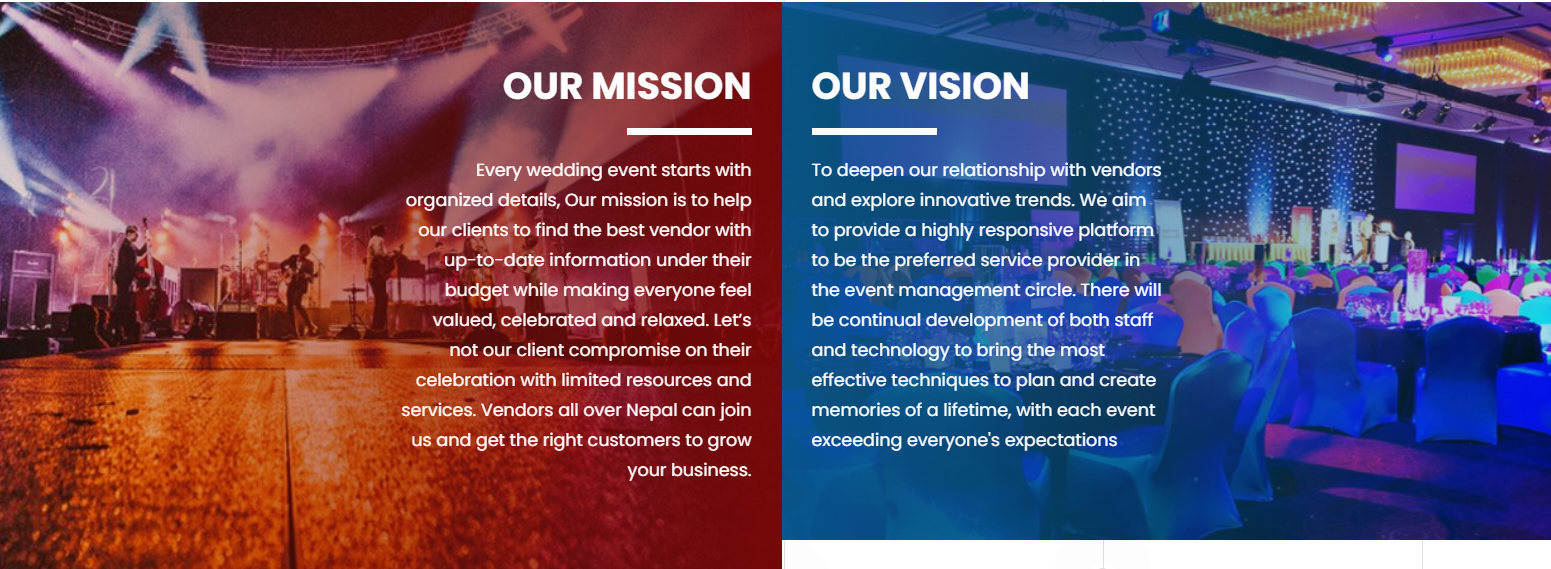 OUR MISSION
Every wedding event starts with
organized details, Our mission is to help
our clients to find the best vendor with
up-to-date information under their
budget while making everyone feel
valued, celebrated and relaxed. Let’s
not our client compromise on their
celebration with limited resources and
services. Vendors all over Nepal can join
us and get the right customers to grow
your business.
OUR VISION
To deepen our relationship with vendors
and explore innovative trends. We aim
to provide a highly responsive platform
to be the preferred service provider in
the event management circle. There will
be continual development of both staff
and technology to bring the most
effective techniques to plan and create
memories of a lifetime, with each event
exceeding everyone's expectations